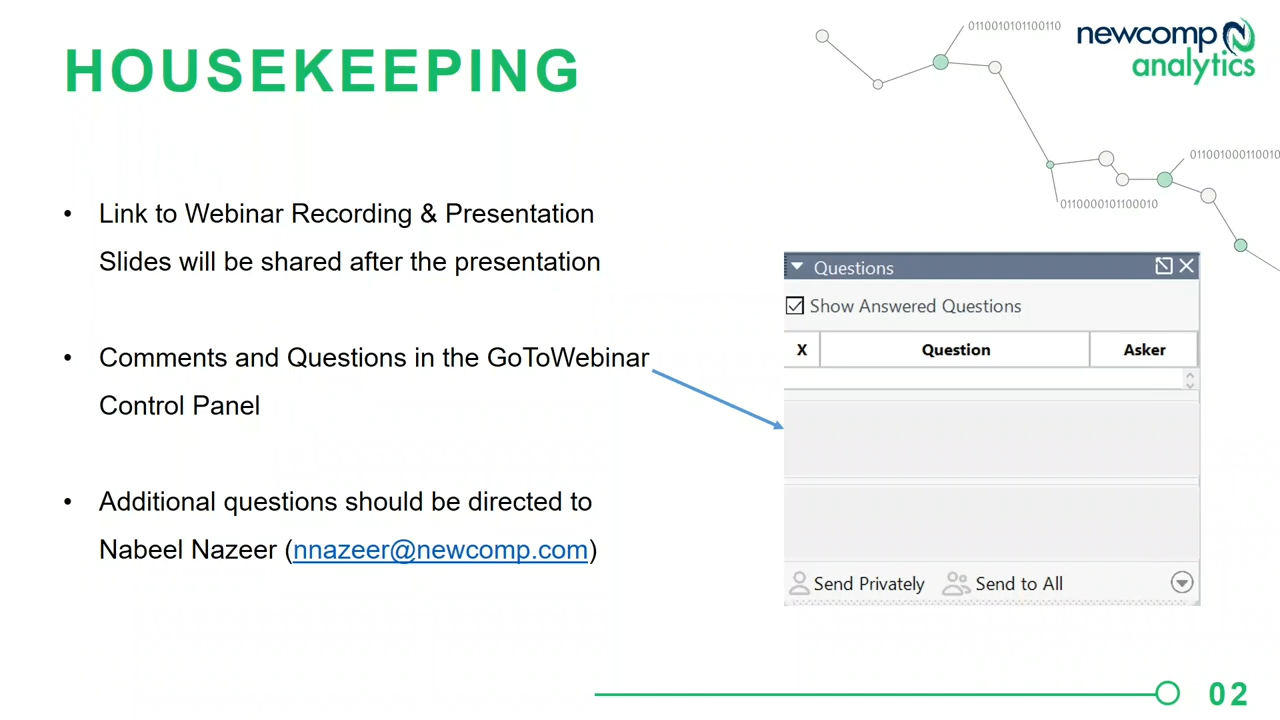 HOUSEKEEPING
0110010101100110
newcomp
analytics
011001000110010
0110000101100010
• Link to Webinar Recording & Presentation
Slides will be shared after the presentation
• Comments and Questions in the GoToWebinar
Control Panel
• Additional questions should be directed to
Nabeel Nazeer (nnazeer@newcomp.com)
Questions
Show Answered Questions
X Question Asker
Send Privately Send to All
02